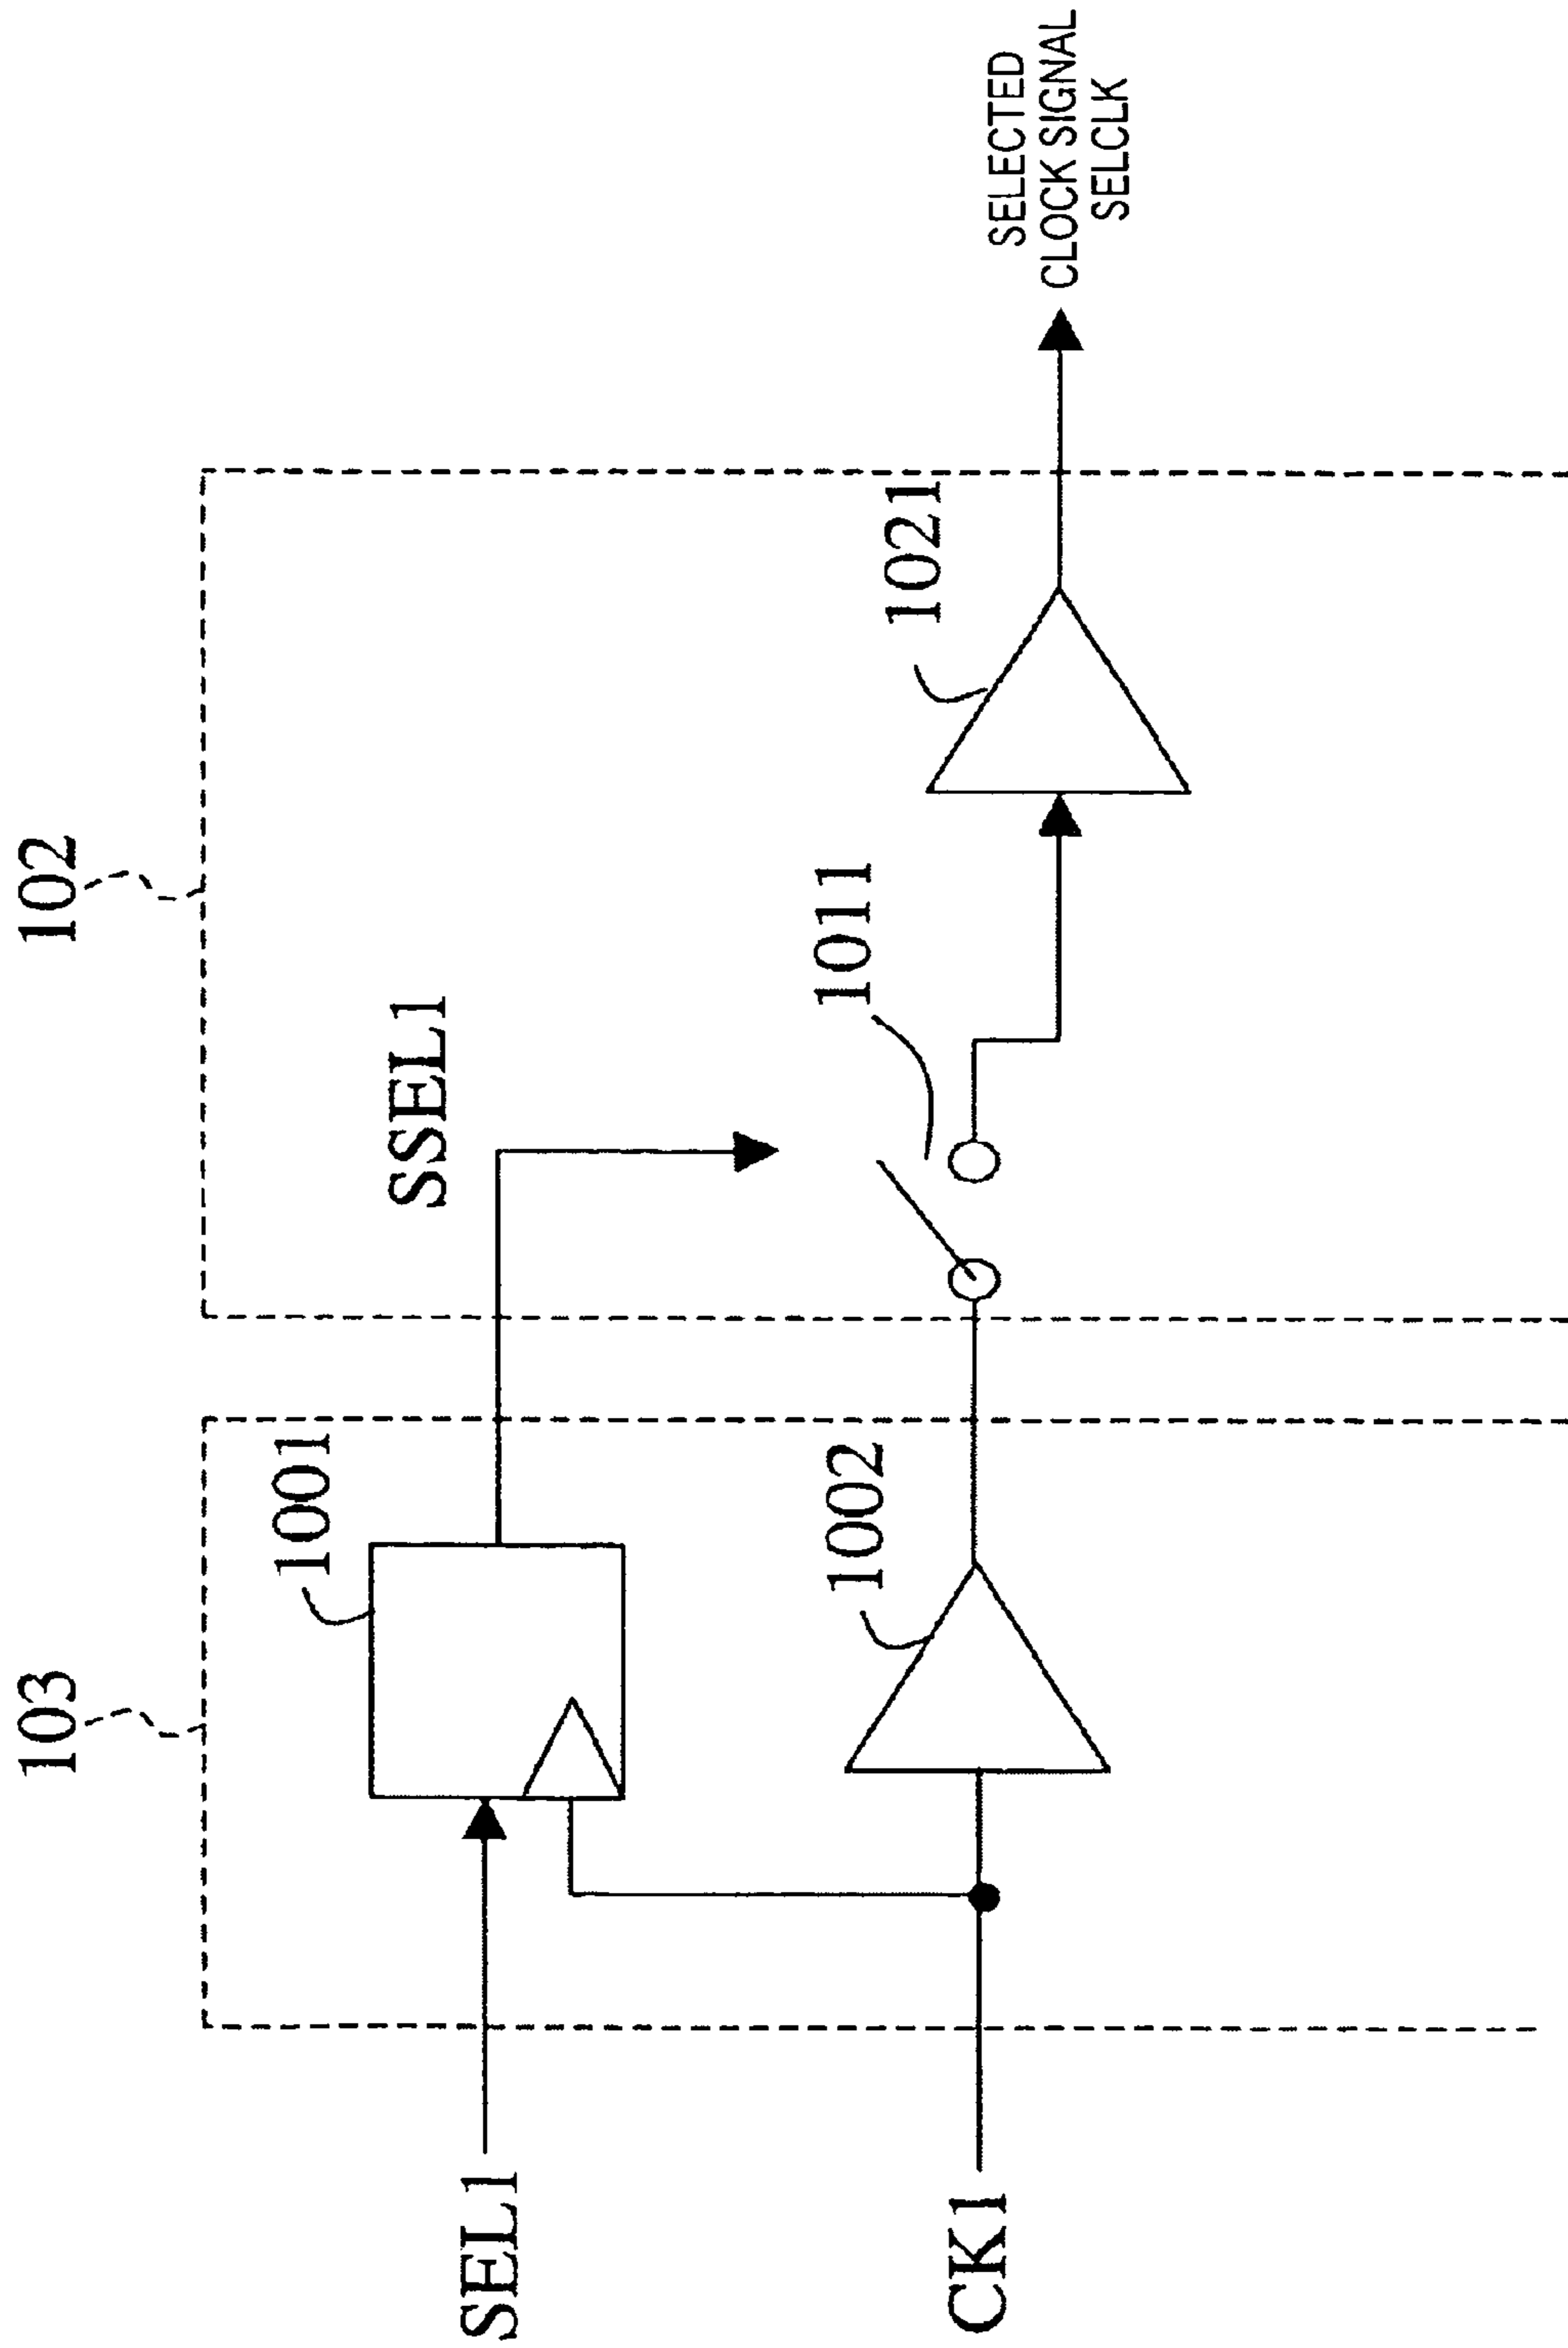 103
102
1001
SSEL1
SEL1
1002
1011
1021
CK1
SELECTED
CLOCK SIGNAL
SELCLK